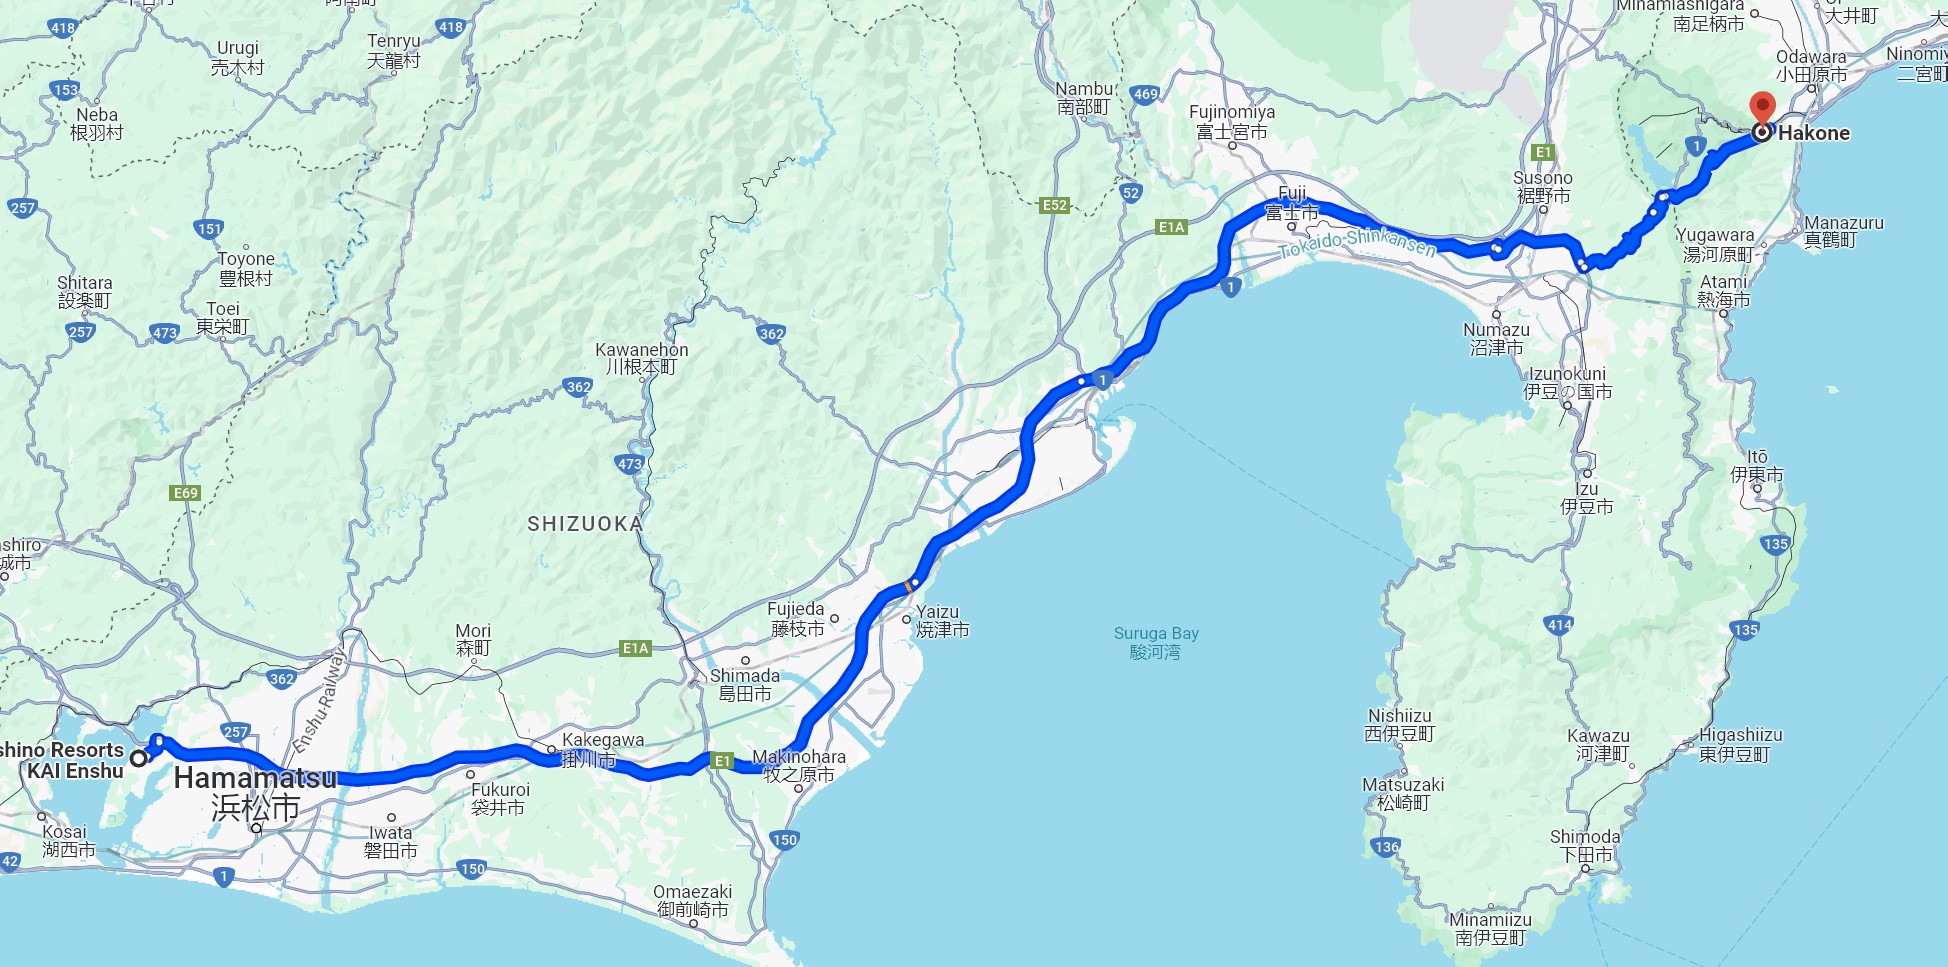 418
Urugi
売木村
Tenryu
天龍村
418
153
Neba
根羽村
257
151
Toyone
豊根村
Shitara
設楽町
Toei
東栄町
257
473
Nambu
南部町
469
Fujinomiya
富士宮市
Minamiashigara
南足柄市
大井町
Odawara
小田原市
Ninomiy
二宮町
1
Hakone
E1
Susono
裾野市
E52
52
E1A
Fuji
富士市
Tokaido Shinkansen
Yugawara
湯河原町
Manazuru
真鶴町
Atami
熱海市
1
Numazu
沼津市
362
Kawanehon
川根本町
362
1
Izunokuni
伊豆の国市
473
E69
SHIZUOKA
Itō
伊東市
Izu
伊豆市
135
shiro
城市
Fujieda
藤枝市
Yaizu
焼津市
Suruga Bay
駿河湾
414
135
Mori
森町
E1A
Shimada
島田市
362
Enshu-Railway
257
Kakegawa
掛川市
E1
Makinohara
牧之原市
shino Resorts
KAI Enshu
Hamamatsu
浜松市
Fukuroi
袋井市
Nishiizu
西伊豆町
Kawazu
河津町
Higashiizu
東伊豆町
Matsuzaki
松崎町
Kosai
湖西市
Iwata
磐田市
150
Shimoda
下田市
136
42
1
150
Omaezaki
御前崎市
Minamiizu
南伊豆町